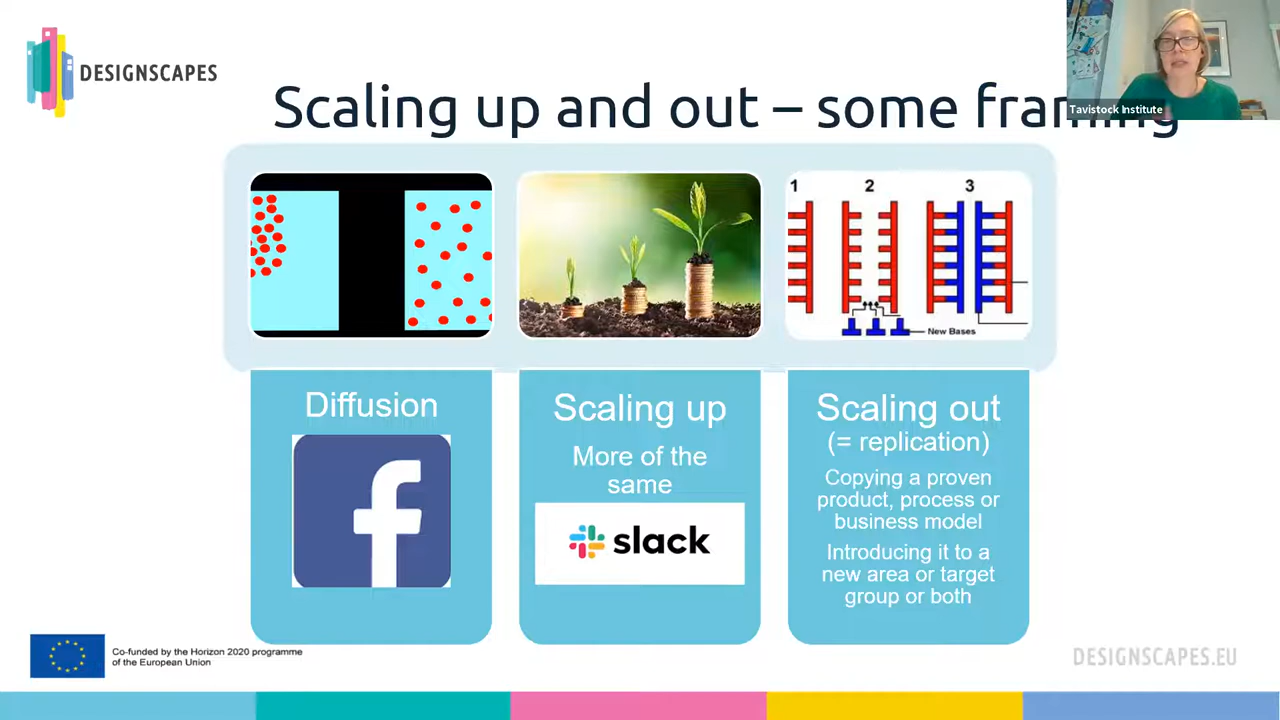 DESIGNSCAPES
Tavistock Institute
Scaling up and out – some framing
1 2 3
New Bases
Diffusion
f
Scaling up
More of the
same
slack
Scaling out
(= replication)
Copying a proven
product, process or
business model
Introducing it to a
new area or target
group or both
Co-funded by the Horizon 2020 programme
of the European Union
DESIGNSCAPES.EU